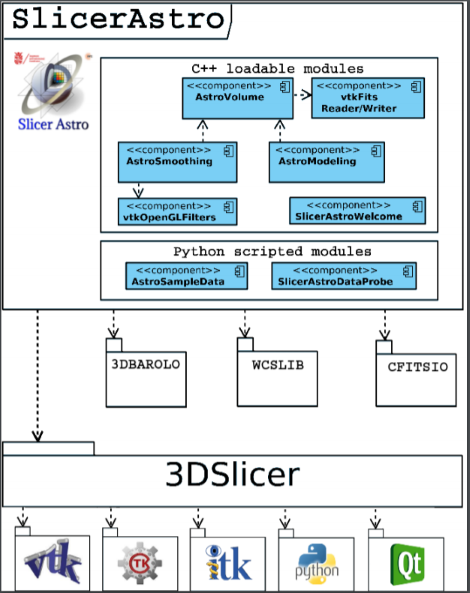 SlicerAstro
Slicer Astro
C++ loadable modules
<<component>>
AstroVolume
<<component>>
vtkFits
Reader/Writer
<<component>>
AstroSmoothing
<<component>>
AstroModeling
<<component>>
vtkOpenGLFilters
<<component>>
SlicerAstroWelcome
Python scripted modules
<<component>>
AstroSampleData
<<component>>
SlicerAstroDataProbe
3DBAROLO
WCSLIB
CFITSIO
3DSlicer
vtk
CTK
itk
python
Qt